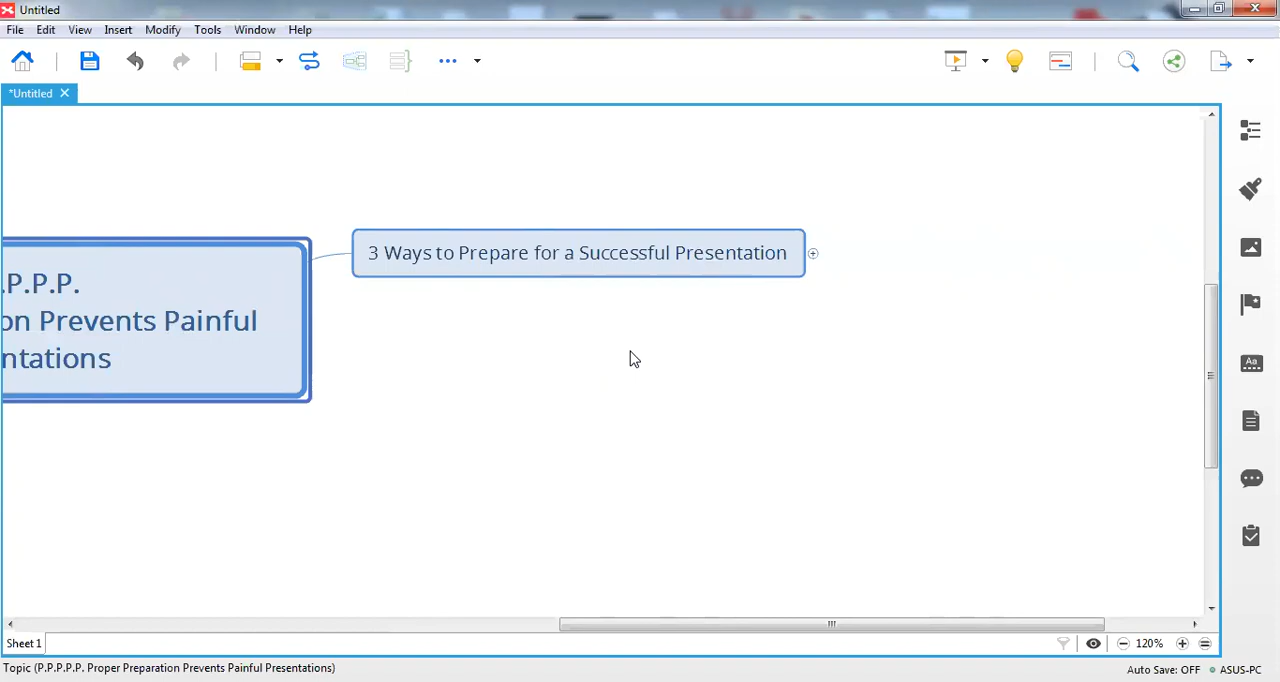 Untitled
File Edit View Insert Modify Tools Window Help
*Untitled
3 Ways to Prepare for a Successful Presentation
.P.P.P.
on Prevents Painful
ntations
Aa
Sheet 1
120%
Topic (P.P.P.P.P. Proper Preparation Prevents Painful Presentations)
Auto Save: OFF ASUS-PC